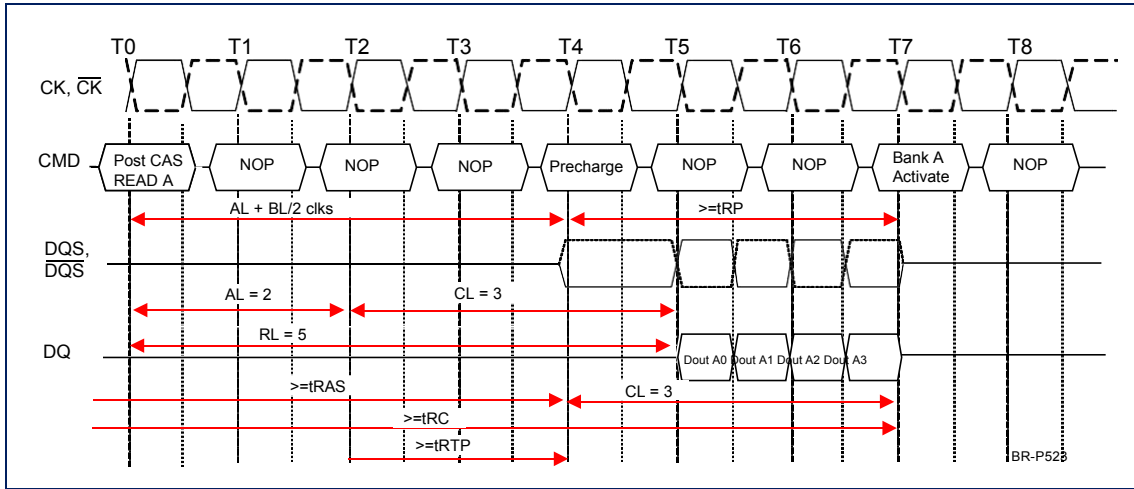 T0 T1 T2 T3 T4 T5 T6 T7 T8
CK, CK
CMD
Post CAS
READ A
NOP
NOP
NOP
Precharge
NOP
NOP
Bank A
Activate
NOP
AL + BL/2 clks
>=tRP
DQS,
DQS
AL = 2
CL = 3
RL = 5
DQ
Dout A0 Dout A1 Dout A2 Dout A3
>=tRAS
CL = 3
>=tRC
>=tRTP
BR-P523